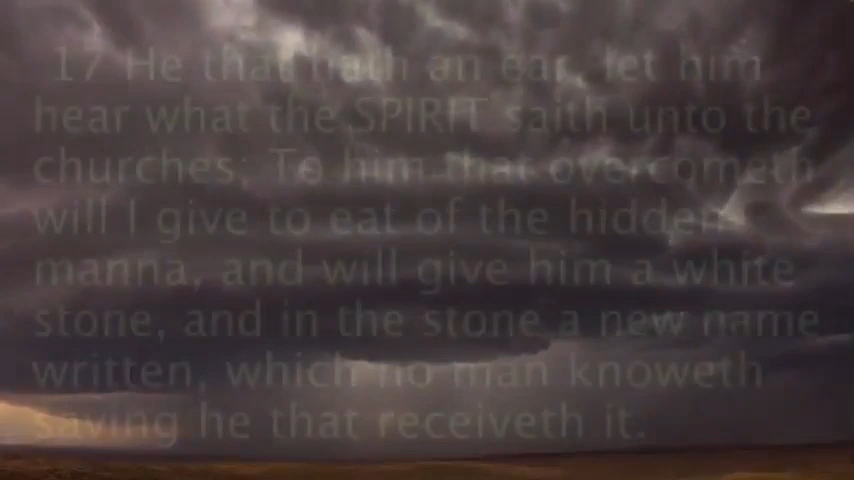 17 He that hath an ear, let him
hear what the SPIRIT saith unto the
churches; To him that overcometh
will I give to eat of the hidden
manna, and will give him a white
stone, and in the stone a new name
written, which no man knoweth
saving he that receiveth it.